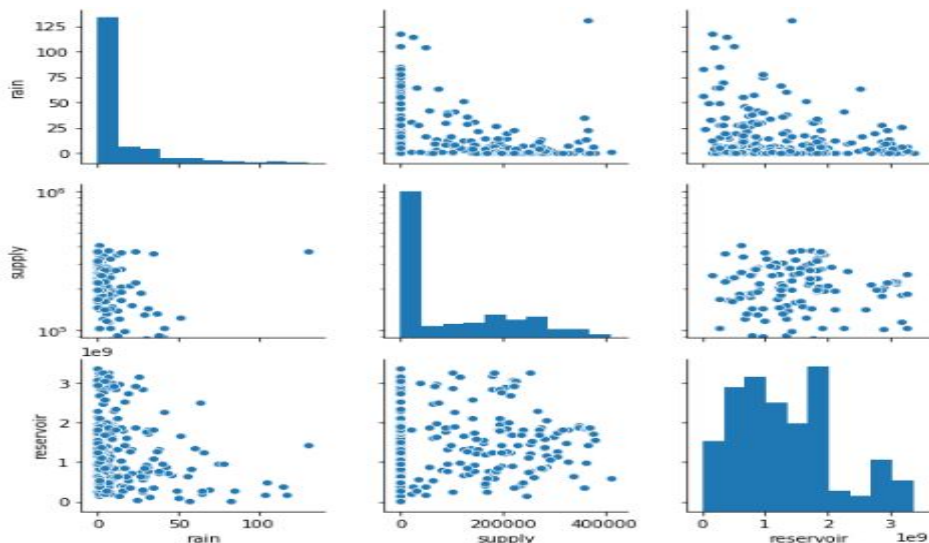 125
100
75
50
25
0
rain
10⁶
10⁵
supply
1e9
3
2
1
0
reservoir
0 50 100
rain
0 200000 400000
supply
0 1 2 3
1e9
reservoir